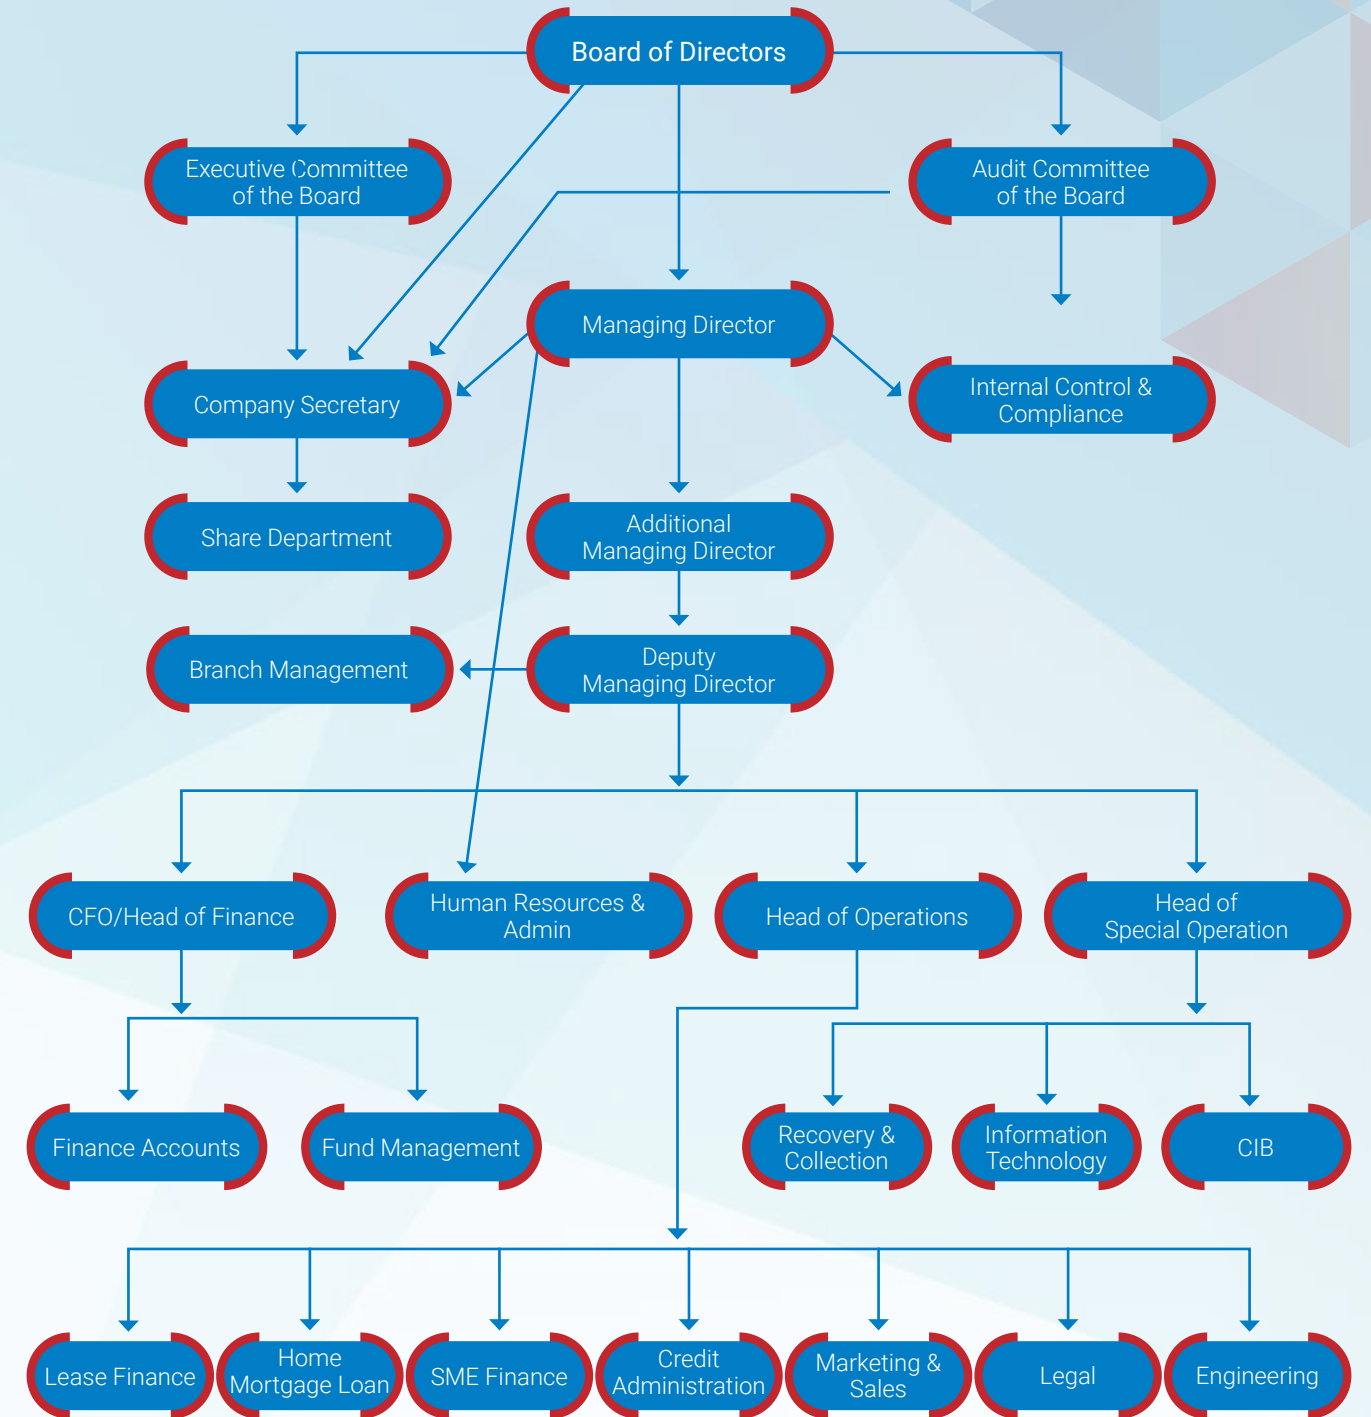 Board of Directors
Executive Committee
of the Board
Audit Committee
of the Board
Managing Director
Company Secretary
Internal Control &
Compliance
Share Department
Additional
Managing Director
Branch Management
Deputy
Managing Director
CFO/Head of Finance
Human Resources &
Admin
Head of Operations
Head of
Special Operation
Finance Accounts
Fund Management
Recovery &
Collection
Information
Technology
CIB
Lease Finance
Home
Mortgage Loan
SME Finance
Credit
Administration
Marketing &
Sales
Legal
Engineering